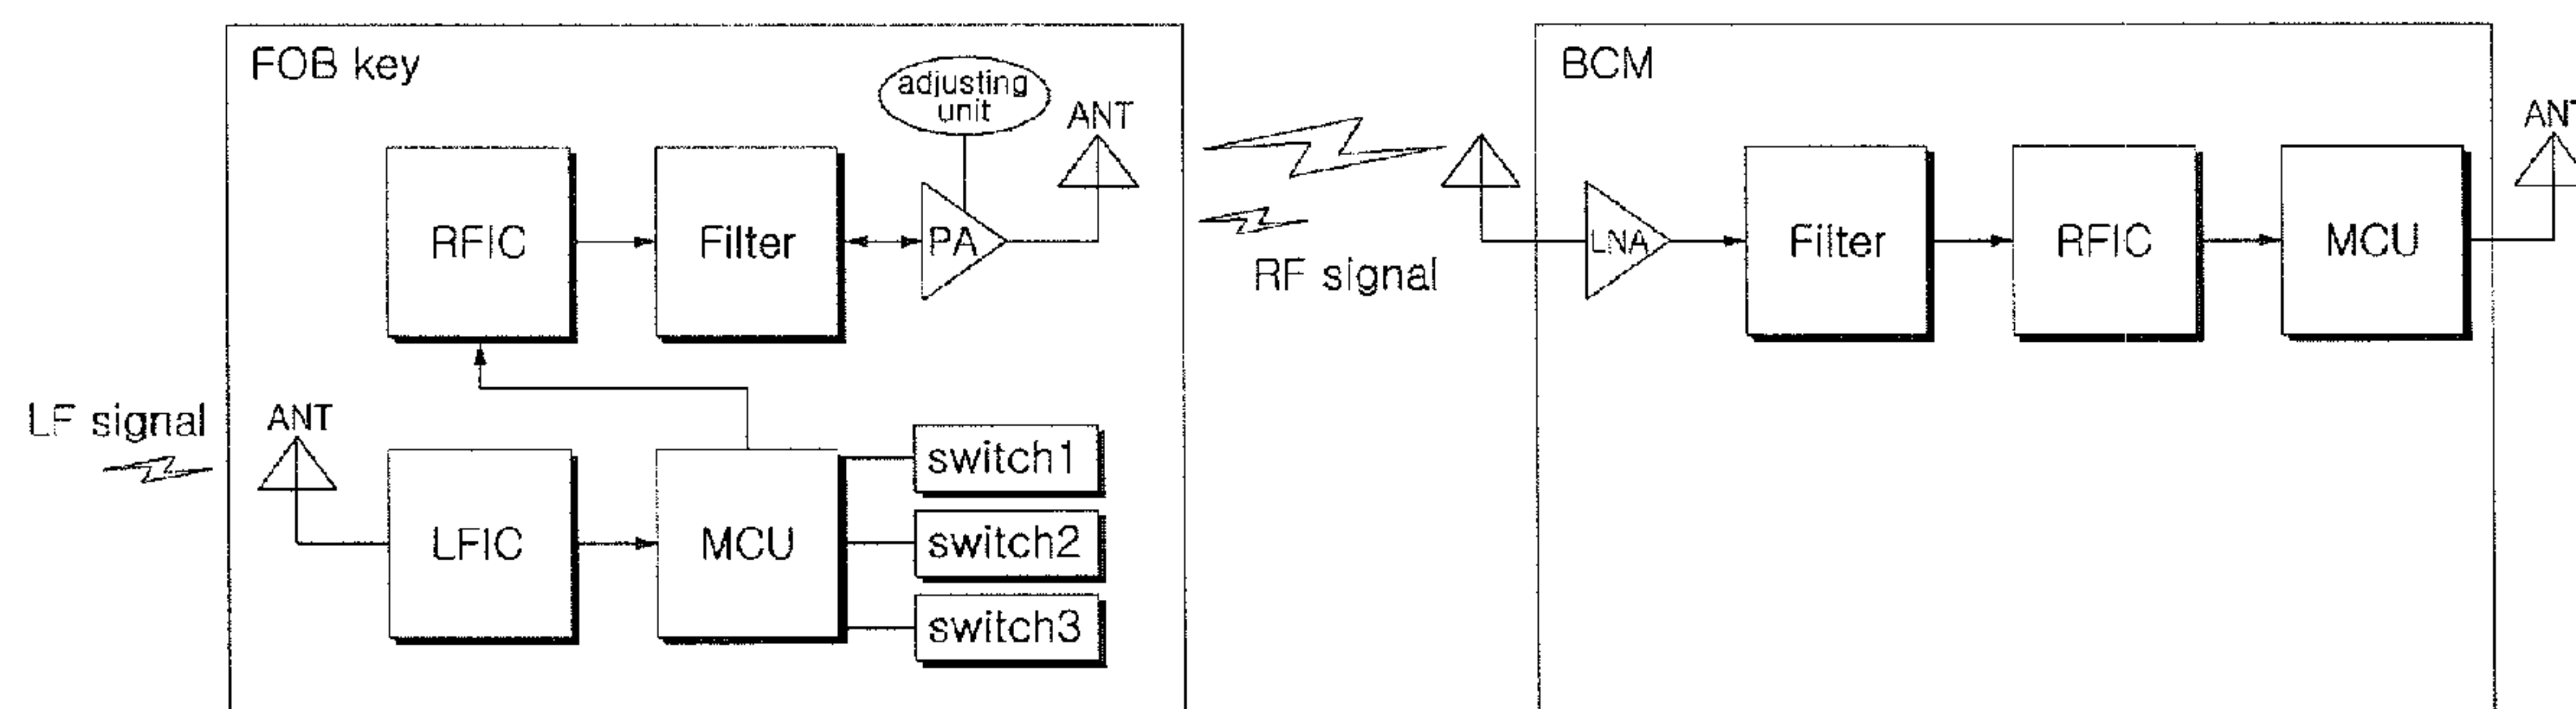 FOB key
adjusting
unit
ANT
RFIC
Filter
PA
LF signal
ANT
LFIC
MCU
switch1
switch2
switch3
RF signal
BCM
LNA
Filter
RFIC
MCU
ANT